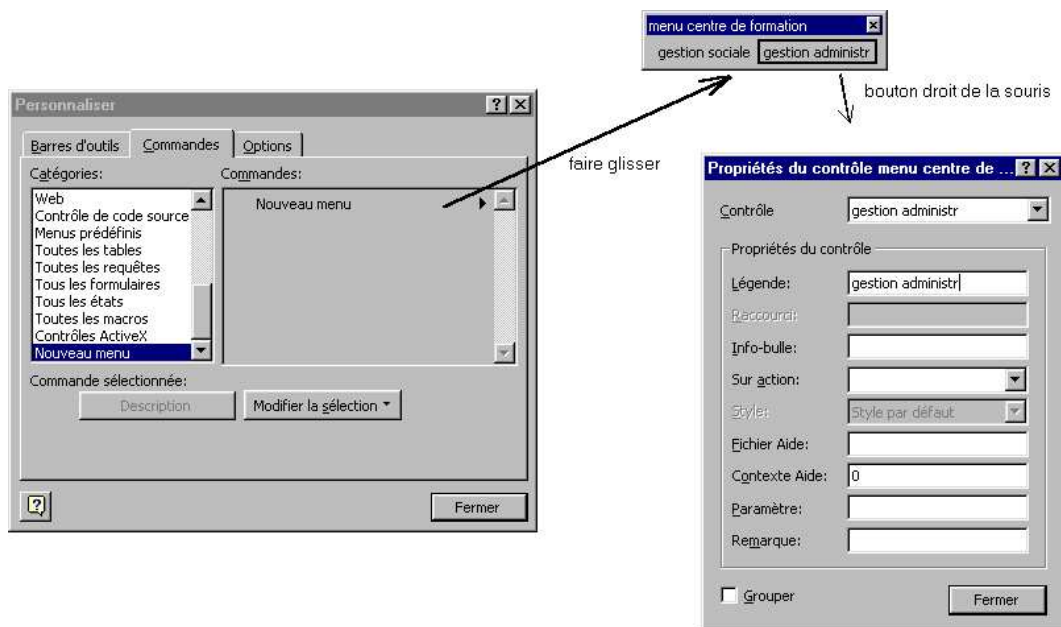 menu centre de formation
gestion sociale gestion administr
bouton droit de la souris
faire glisser
Personnaliser
Barres d'outils Commandes Options
Catégories: Commandes:
Web
Contrôle de code source
Menus prédéfinis
Toutes les tables
Toutes les requêtes
Tous les formulaires
Tous les états
Toutes les macros
Contrôles ActiveX
Nouveau menu
Nouveau menu
Commande sélectionnée:
Description Modifier la sélection
Fermer
Propriétés du contrôle menu centre de ...
Contrôle gestion administr
Propriétés du contrôle
Légende: gestion administr
Raccourci:
Info-bulle:
Sur action:
Style: Style par défaut
Fichier Aide:
Contexte Aide: 0
Paramètre:
Remarque:
Grouper Fermer